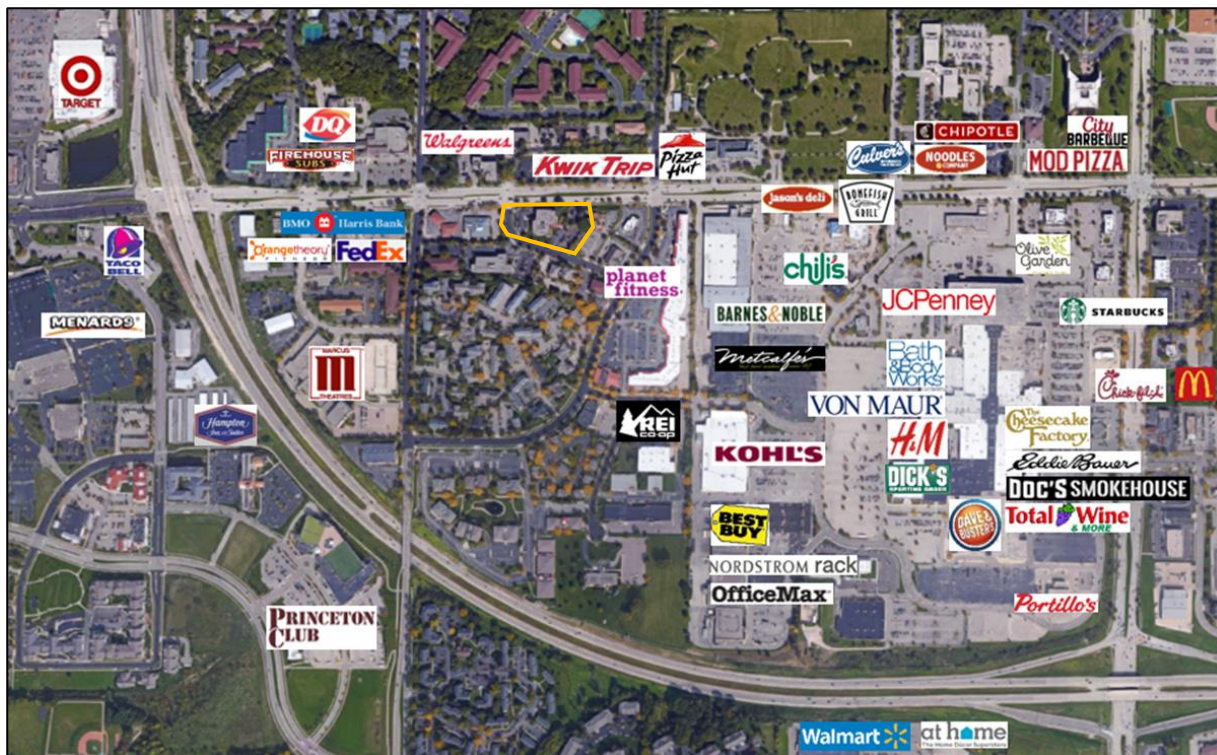 TARGET
DQ
FIREHOUSE
SUBS
Walgreens
KWIK TRIP
Pizza
Hut
CHIPOTLE
Culver's
NOODLES
& COMPANY
City
BARBEQUE
MOD PIZZA
jason's deli
BONEFISH
GRILL
BMO Harris Bank
orangetheory
FITNESS
FedEx
TACO
BELL
planet
fitness
chili's
Olive
Garden
MENARDS
BARNES & NOBLE
JCPenney
STARBUCKS
MARCUS
THEATRES
Metcalfe's
Bath
& Body
Works
Chick-fil-A
M
Hampton
Inn & Suites
REI
co-op
VON MAUR
H&M
The
Cheesecake
Factory
KOHL'S
Eddie Bauer
DICK'S
SPORTING GOODS
DOC'S SMOKEHOUSE
BEST
BUY
DAVE &
BUSTER'S
Total Wine
& MORE
NORDSTROM rack
OfficeMax
Portillo's
PRINCETON
CLUB
Walmart
at home
The Home Decor Superstore